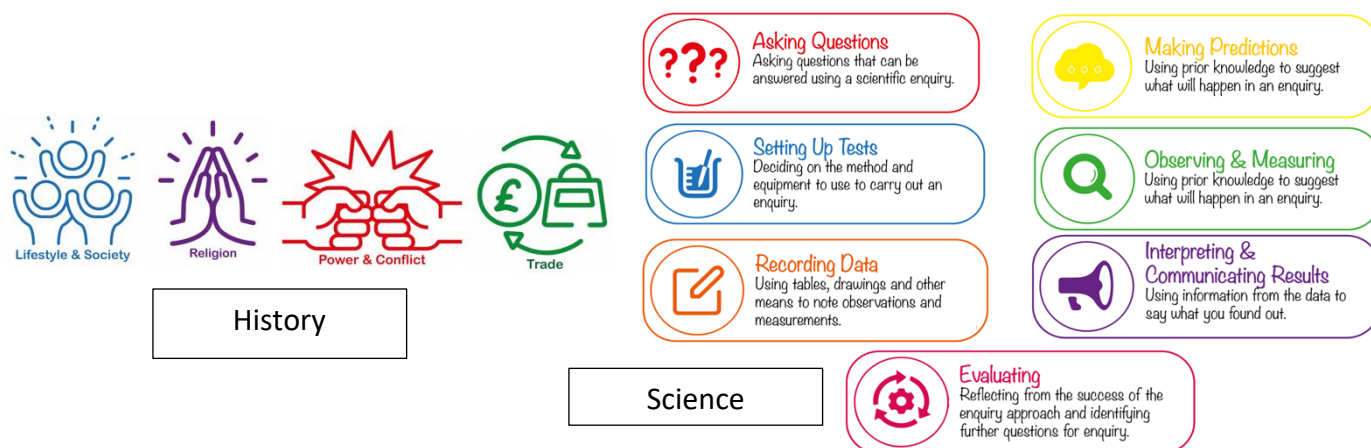 Lifestyle & Society
Religion
Power & Conflict
£
Trade
History
???
Asking Questions
Asking questions that can be
answered using a scientific enquiry.
Making Predictions
Using prior knowledge to suggest
what will happen in an enquiry.
Setting Up Tests
Deciding on the method and
equipment to use to carry out an
enquiry.
Observing & Measuring
Using prior knowledge to suggest
what will happen in an enquiry.
Recording Data
Using tables, drawings and other
means to note observations and
measurements.
Interpreting &
Communicating Results
Using information from the data to
say what you found out.
Science
Evaluating
Reflecting from the success of the
enquiry approach and identifying
further questions for enquiry.